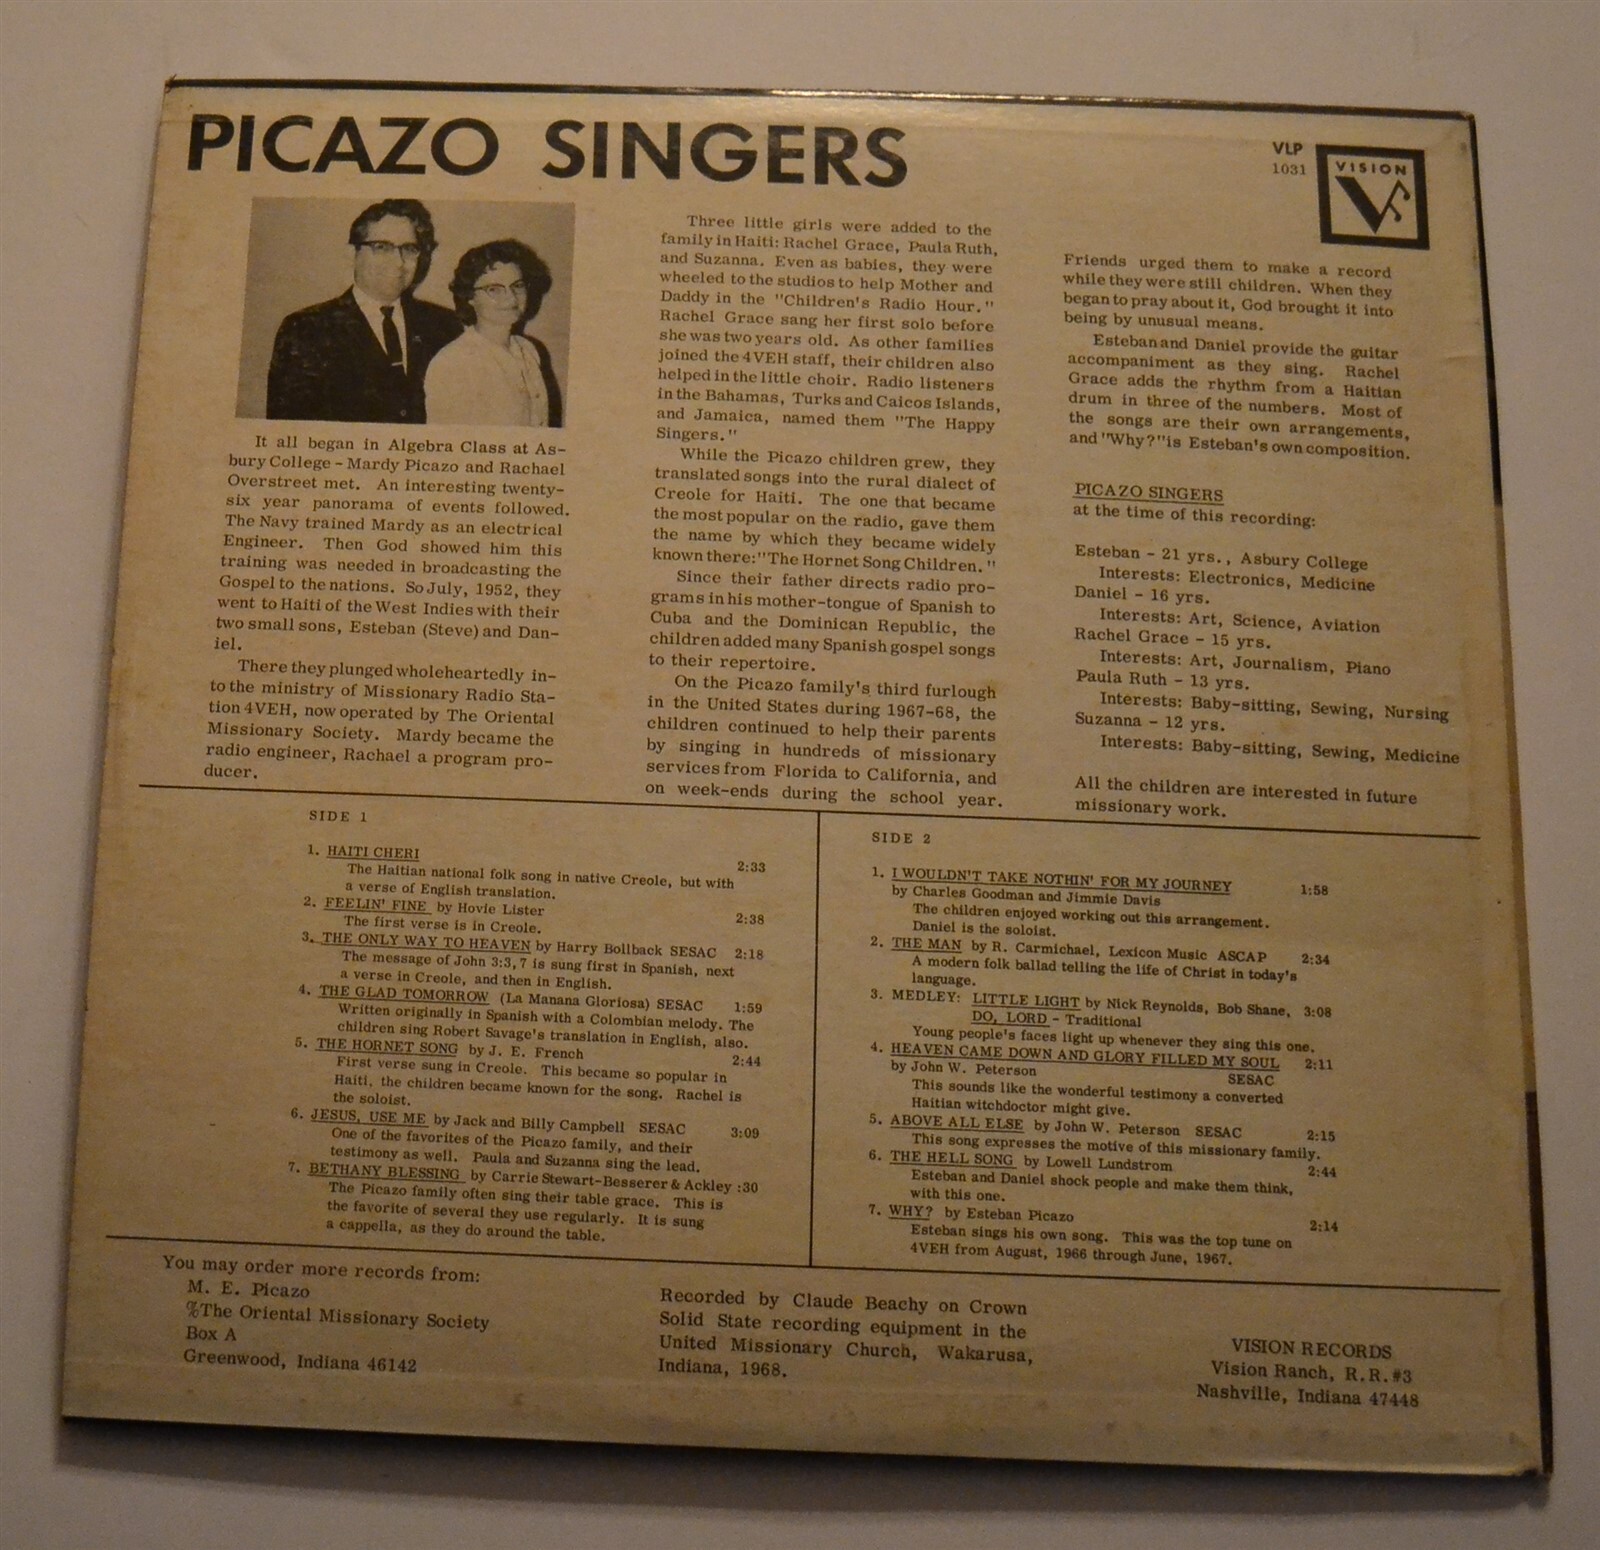 PICAZO SINGERS
VLP
1031
VISION
It all began in Algebra Class at As-
bury College - Mardy Picazo and Rachael
Overstreet met. An interesting twenty-
six year panorama of events followed.
The Navy trained Mardy as an electrical
Engineer. Then God showed him this
training was needed in broadcasting the
Gospel to the nations. So July, 1952, they
went to Haiti of the West Indies with their
two small sons, Esteban (Steve) and Dan-
iel.
There they plunged wholeheartedly in-
to the ministry of Missionary Radio Sta-
tion 4VEH, now operated by The Oriental
Missionary Society. Mardy became the
radio engineer, Rachael a program pro-
ducer.
Three little girls were added to the
family in Haiti: Rachel Grace, Paula Ruth,
and Suzanna. Even as babies, they were
wheeled to the studios to help Mother and
Daddy in the "Children's Radio Hour."
Rachel Grace sang her first solo before
she was two years old. As other families
joined the 4VEH staff, their children also
helped in the little choir. Radio listeners
in the Bahamas, Turks and Caicos Islands,
and Jamaica, named them "The Happy
Singers."
While the Picazo children grew, they
translated songs into the rural dialect of
Creole for Haiti. The one that became
the most popular on the radio, gave them
the name by which they became widely
known there: "The Hornet Song Children."
Since their father directs radio pro-
grams in his mother-tongue of Spanish to
Cuba and the Dominican Republic, the
children added many Spanish gospel songs
to their repertoire.
On the Picazo family's third furlough
in the United States during 1967-68, the
children continued to help their parents
by singing in hundreds of missionary
services from Florida to California, and
on week-ends during the school year.
Friends urged them to make a record
while they were still children. When they
began to pray about it, God brought it into
being by unusual means.
Esteban and Daniel provide the guitar
accompaniment as they sing. Rachel
Grace adds the rhythm from a Haitian
drum in three of the numbers. Most of
the songs are their own arrangements,
and "Why?" is Esteban's own composition.
PICAZO SINGERS
at the time of this recording:
Esteban - 21 yrs., Asbury College
Interests: Electronics, Medicine
Daniel - 16 yrs.
Interests: Art, Science, Aviation
Rachel Grace - 15 yrs.
Interests: Art, Journalism, Piano
Paula Ruth - 13 yrs.
Interests: Baby-sitting, Sewing, Nursing
Suzanna - 12 yrs.
Interests: Baby-sitting, Sewing, Medicine
All the children are interested in future
missionary work.
SIDE 1
1. HAITI CHERI 2:33
The Haitian national folk song in native Creole, but with
a verse of English translation.
2. FEELIN' FINE by Hovie Lister 2:38
The first verse is in Creole.
3. THE ONLY WAY TO HEAVEN by Harry Bollback SESAC 2:18
The message of John 3:3,7 is sung first in Spanish, next
a verse in Creole, and then in English.
4. THE GLAD TOMORROW (La Manana Gloriosa) SESAC 1:59
Written originally in Spanish with a Colombian melody. The
children sing Robert Savage's translation in English, also.
5. THE HORNET SONG by J. E. French 2:44
First verse sung in Creole. This became so popular in
Haiti, the children became known for the song. Rachel is
the soloist.
6. JESUS, USE ME by Jack and Billy Campbell SESAC 3:09
One of the favorites of the Picazo family, and their
testimony as well. Paula and Suzanna sing the lead.
7. BETHANY BLESSING by Carrie Stewart-Besserer & Ackley :30
The Picazo family often sing their table grace. This is
the favorite of several they use regularly. It is sung
a cappella, as they do around the table.
SIDE 2
1. I WOULDN'T TAKE NOTHIN' FOR MY JOURNEY 1:58
by Charles Goodman and Jimmie Davis
The children enjoyed working out this arrangement.
Daniel is the soloist.
2. THE MAN by R. Carmichael, Lexicon Music ASCAP 2:34
A modern folk ballad telling the life of Christ in today's
language.
3. MEDLEY: LITTLE LIGHT by Nick Reynolds, Bob Shane, 3:08
DO, LORD - Traditional
Young people's faces light up whenever they sing this one.
4. HEAVEN CAME DOWN AND GLORY FILLED MY SOUL 2:11
by John W. Peterson SESAC
This sounds like the wonderful testimony a converted
Haitian witchdoctor might give.
5. ABOVE ALL ELSE by John W. Peterson SESAC 2:15
This song expresses the motive of this missionary family.
6. THE HELL SONG by Lowell Lundstrom 2:44
Esteban and Daniel shock people and make them think,
with this one.
7. WHY? by Esteban Picazo 2:14
Esteban sings his own song. This was the top tune on
4VEH from August, 1966 through June, 1967.
You may order more records from:
M. E. Picazo
%The Oriental Missionary Society
Box A
Greenwood, Indiana 46142
Recorded by Claude Beachy on Crown
Solid State recording equipment in the
United Missionary Church, Wakarusa,
Indiana, 1968.
VISION RECORDS
Vision Ranch, R.R.#3
Nashville, Indiana 47448